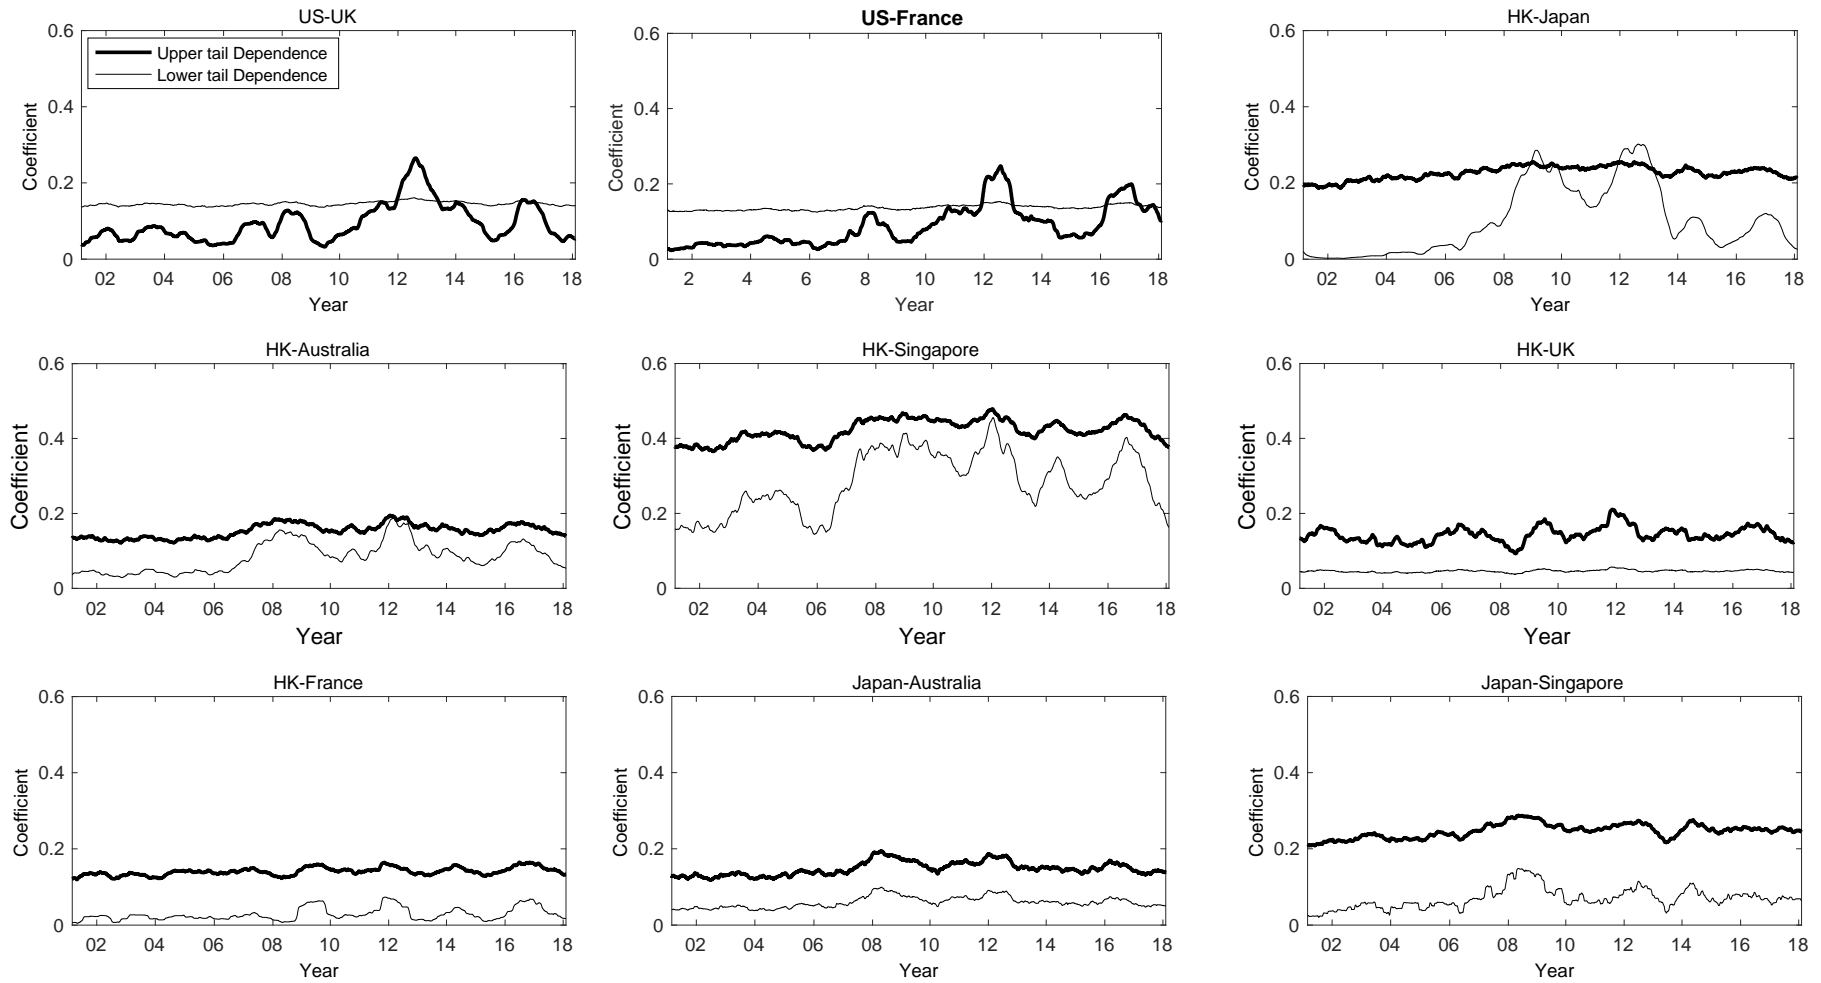 US-UK
0.6
0.4
0.2
0
Coefficient
Upper tail Dependence
Lower tail Dependence
02 04 06 08 10 12 14 16 18
Year
US-France
0.6
0.4
0.2
0
Coefficient
2 4 6 8 10 12 14 16 18
Year
HK-Japan
0.6
0.4
0.2
0
Coefficient
02 04 06 08 10 12 14 16 18
Year
HK-Australia
0.6
0.4
0.2
0
Coefficient
02 04 06 08 10 12 14 16 18
Year
HK-Singapore
0.6
0.4
0.2
0
Coefficient
02 04 06 08 10 12 14 16 18
Year
HK-UK
0.6
0.4
0.2
0
Coefficient
02 04 06 08 10 12 14 16 18
Year
HK-France
0.6
0.4
0.2
0
Coefficient
02 04 06 08 10 12 14 16 18
Year
Japan-Australia
0.6
0.4
0.2
0
Coefficient
02 04 06 08 10 12 14 16 18
Year
Japan-Singapore
0.6
0.4
0.2
0
Coefficient
02 04 06 08 10 12 14 16 18
Year